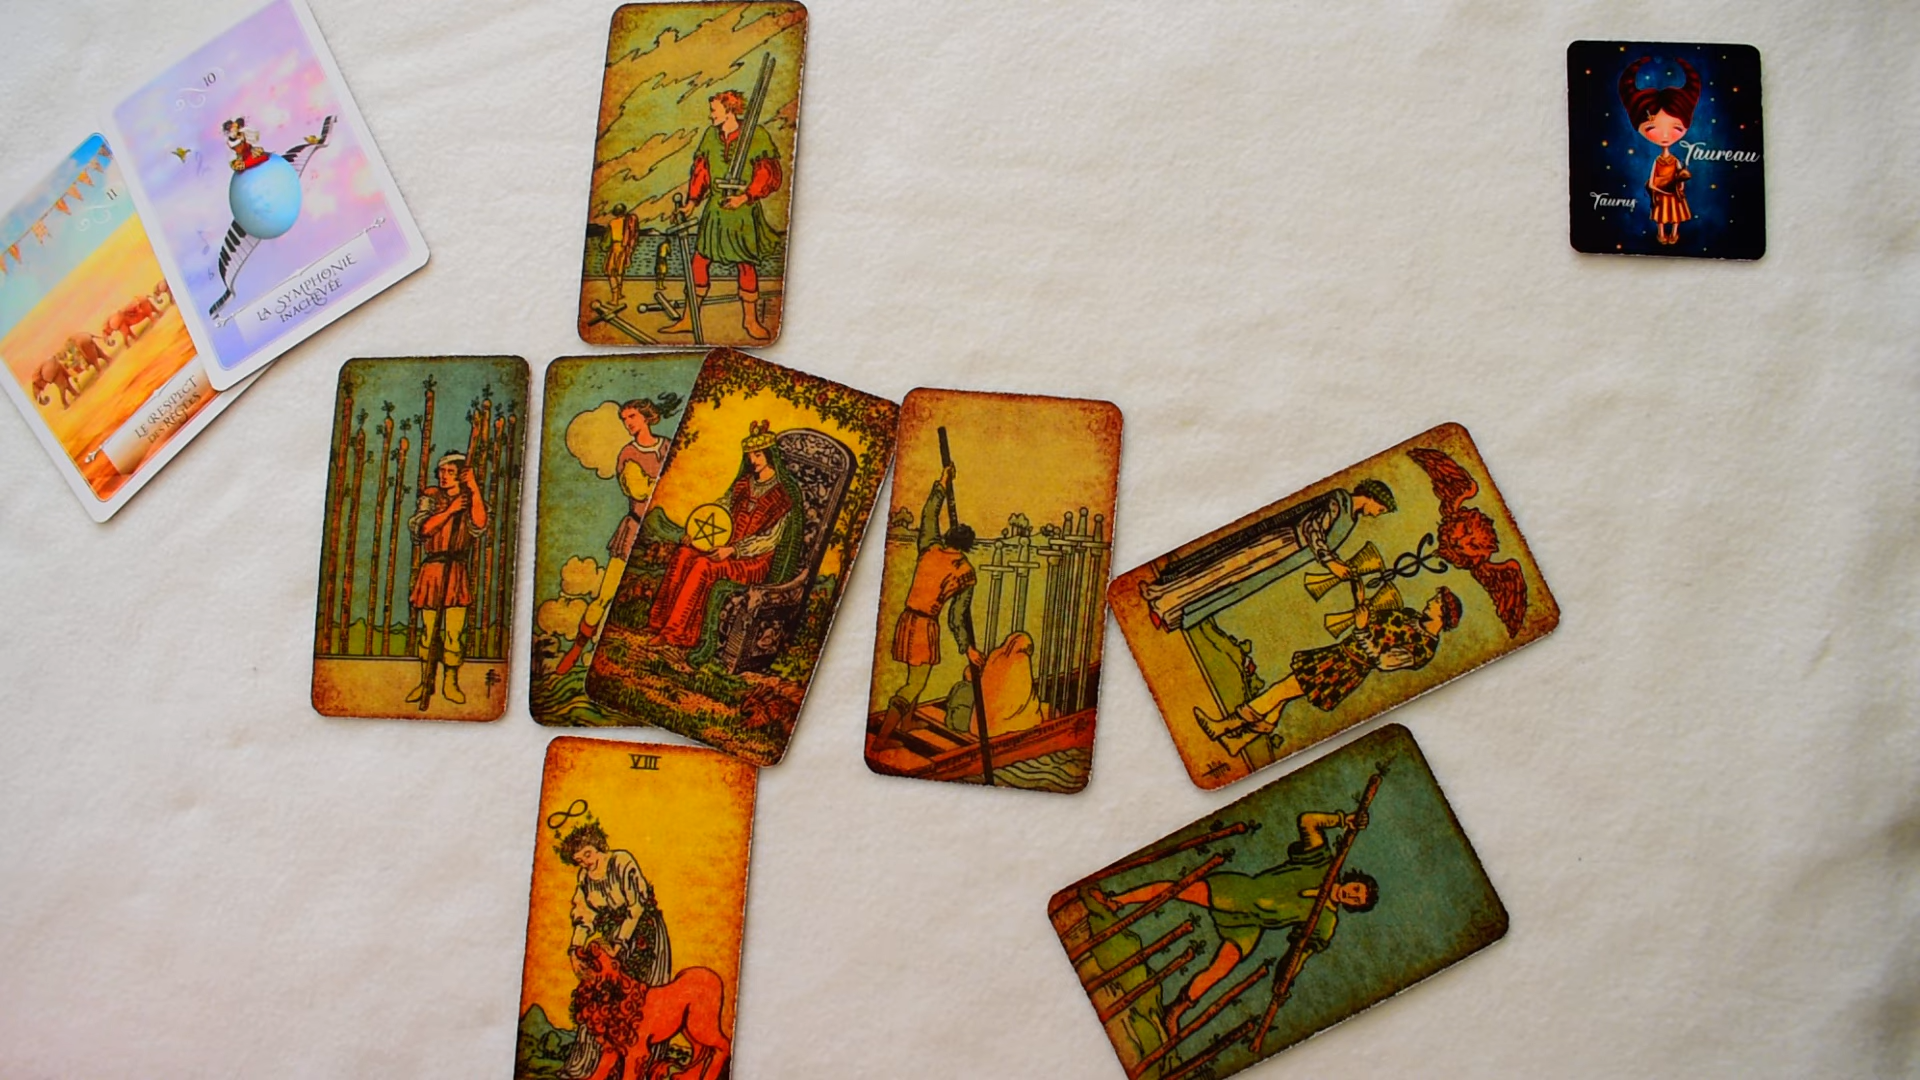 10
LA SYMPHONIE
INACHEVÉE
11
LE RESPECT
DES RÈGLES
VIII
Taureau
Taurus